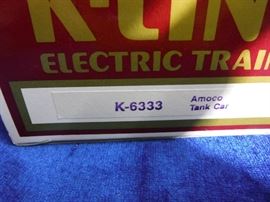 K-LIN
ELECTRIC TRAI
K-6333 Amoco
Tank Car